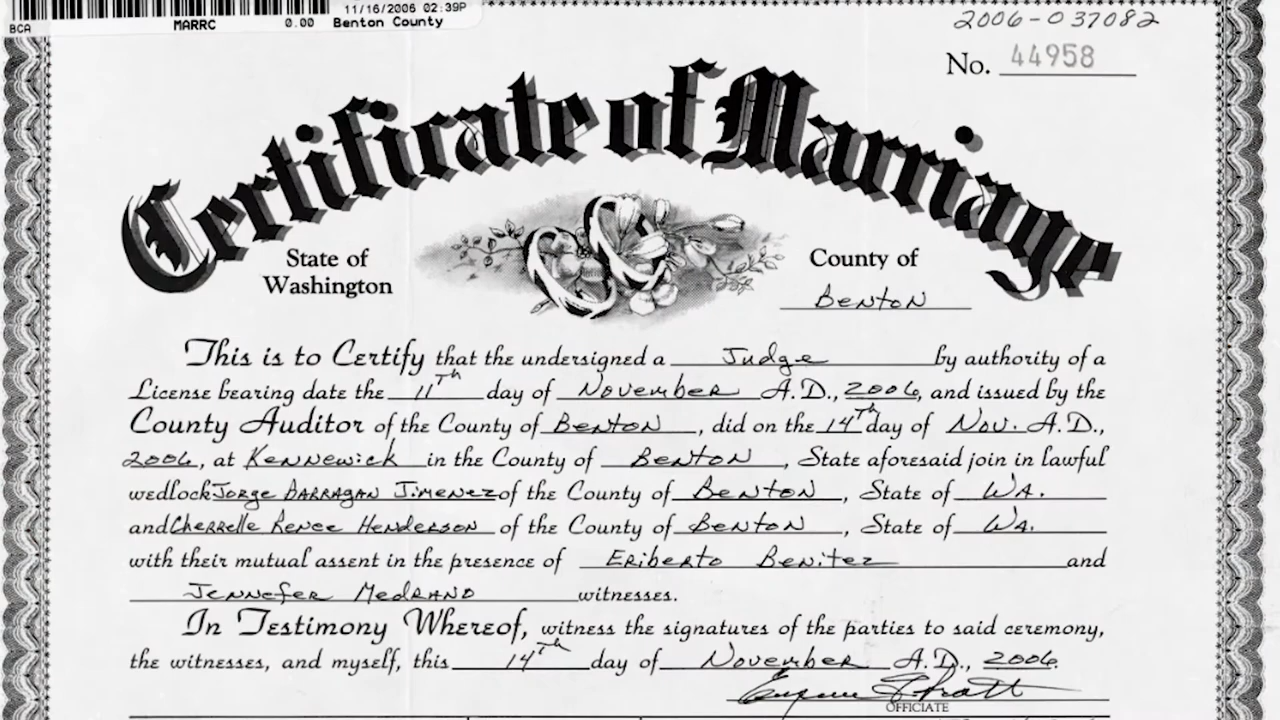 11/16/2006 02:39P
BCA MARRC 0.00 Benton County
2006-037082
No. 44958
Certificate of Marriage
State of Washington
County of
Benton
This is to Certify that the undersigned a Judge by authority of a
License bearing date the 11Th day of November A.D., 2006, and issued by the
County Auditor of the County of Benton, did on the 14Th day of Nov. A.D.,
2006, at Kennewick in the County of Benton, State aforesaid join in lawful
wedlock Jorge Barragan Jimenez of the County of Benton, State of WA.
and Cherrelle Renee Henderson of the County of Benton, State of Wa.
with their mutual assent in the presence of Eriberto Benitez and
Jennefer Medrano witnesses.
In Testimony Whereof, witness the signatures of the parties to said ceremony,
the witnesses, and myself, this 14Th day of November A.D., 2006.
Eugene Pratt
OFFICIATE